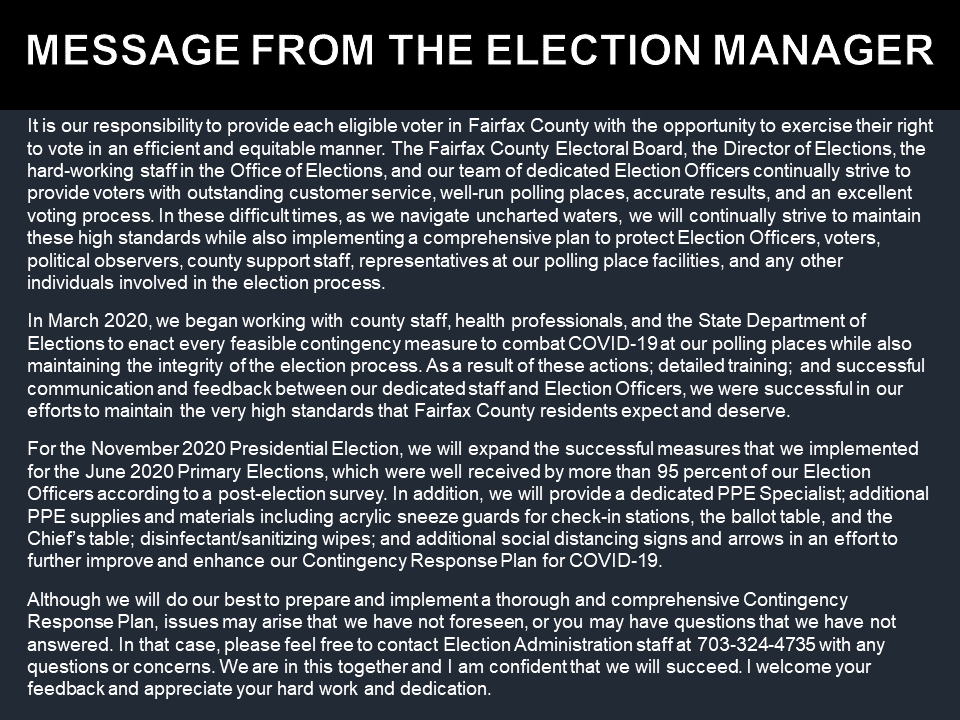 MESSAGE FROM THE ELECTION MANAGER
It is our responsibility to provide each eligible voter in Fairfax County with the opportunity to exercise their right
to vote in an efficient and equitable manner. The Fairfax County Electoral Board, the Director of Elections, the
hard-working staff in the Office of Elections, and our team of dedicated Election Officers continually strive to
provide voters with outstanding customer service, well-run polling places, accurate results, and an excellent
voting process. In these difficult times, as we navigate uncharted waters, we will continually strive to maintain
these high standards while also implementing a comprehensive plan to protect Election Officers, voters,
political observers, county support staff, representatives at our polling place facilities, and any other
individuals involved in the election process.
In March 2020, we began working with county staff, health professionals, and the State Department of
Elections to enact every feasible contingency measure to combat COVID-19 at our polling places while also
maintaining the integrity of the election process. As a result of these actions; detailed training; and successful
communication and feedback between our dedicated staff and Election Officers, we were successful in our
efforts to maintain the very high standards that Fairfax County residents expect and deserve.
For the November 2020 Presidential Election, we will expand the successful measures that we implemented
for the June 2020 Primary Elections, which were well received by more than 95 percent of our Election
Officers according to a post-election survey. In addition, we will provide a dedicated PPE Specialist; additional
PPE supplies and materials including acrylic sneeze guards for check-in stations, the ballot table, and the
Chief's table; disinfectant/sanitizing wipes; and additional social distancing signs and arrows in an effort to
further improve and enhance our Contingency Response Plan for COVID-19.
Although we will do our best to prepare and implement a thorough and comprehensive Contingency
Response Plan, issues may arise that we have not foreseen, or you may have questions that we have not
answered. In that case, please feel free to contact Election Administration staff at 703-324-4735 with any
questions or concerns. We are in this together and I am confident that we will succeed. I welcome your
feedback and appreciate your hard work and dedication.